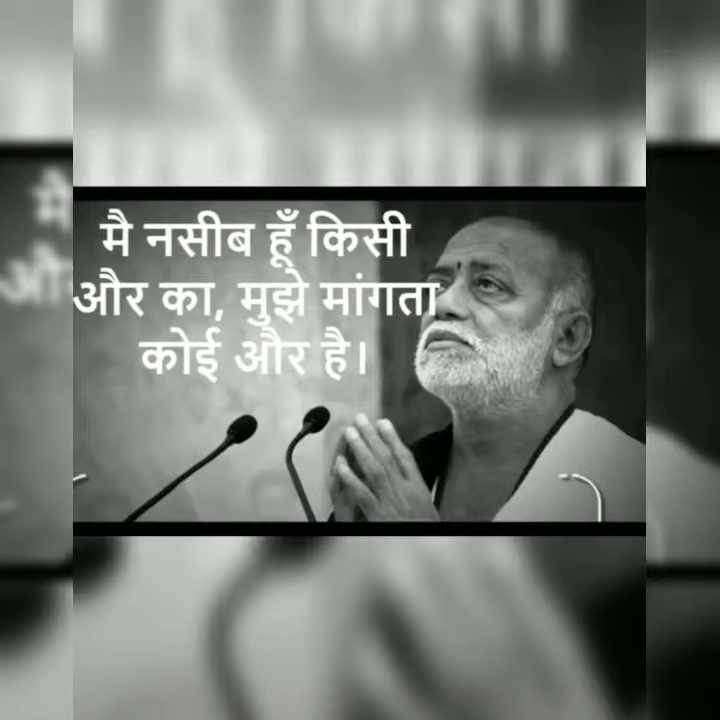 मै नसीब हूँ किसी
और का, मुझे मांगता
कोई और है।